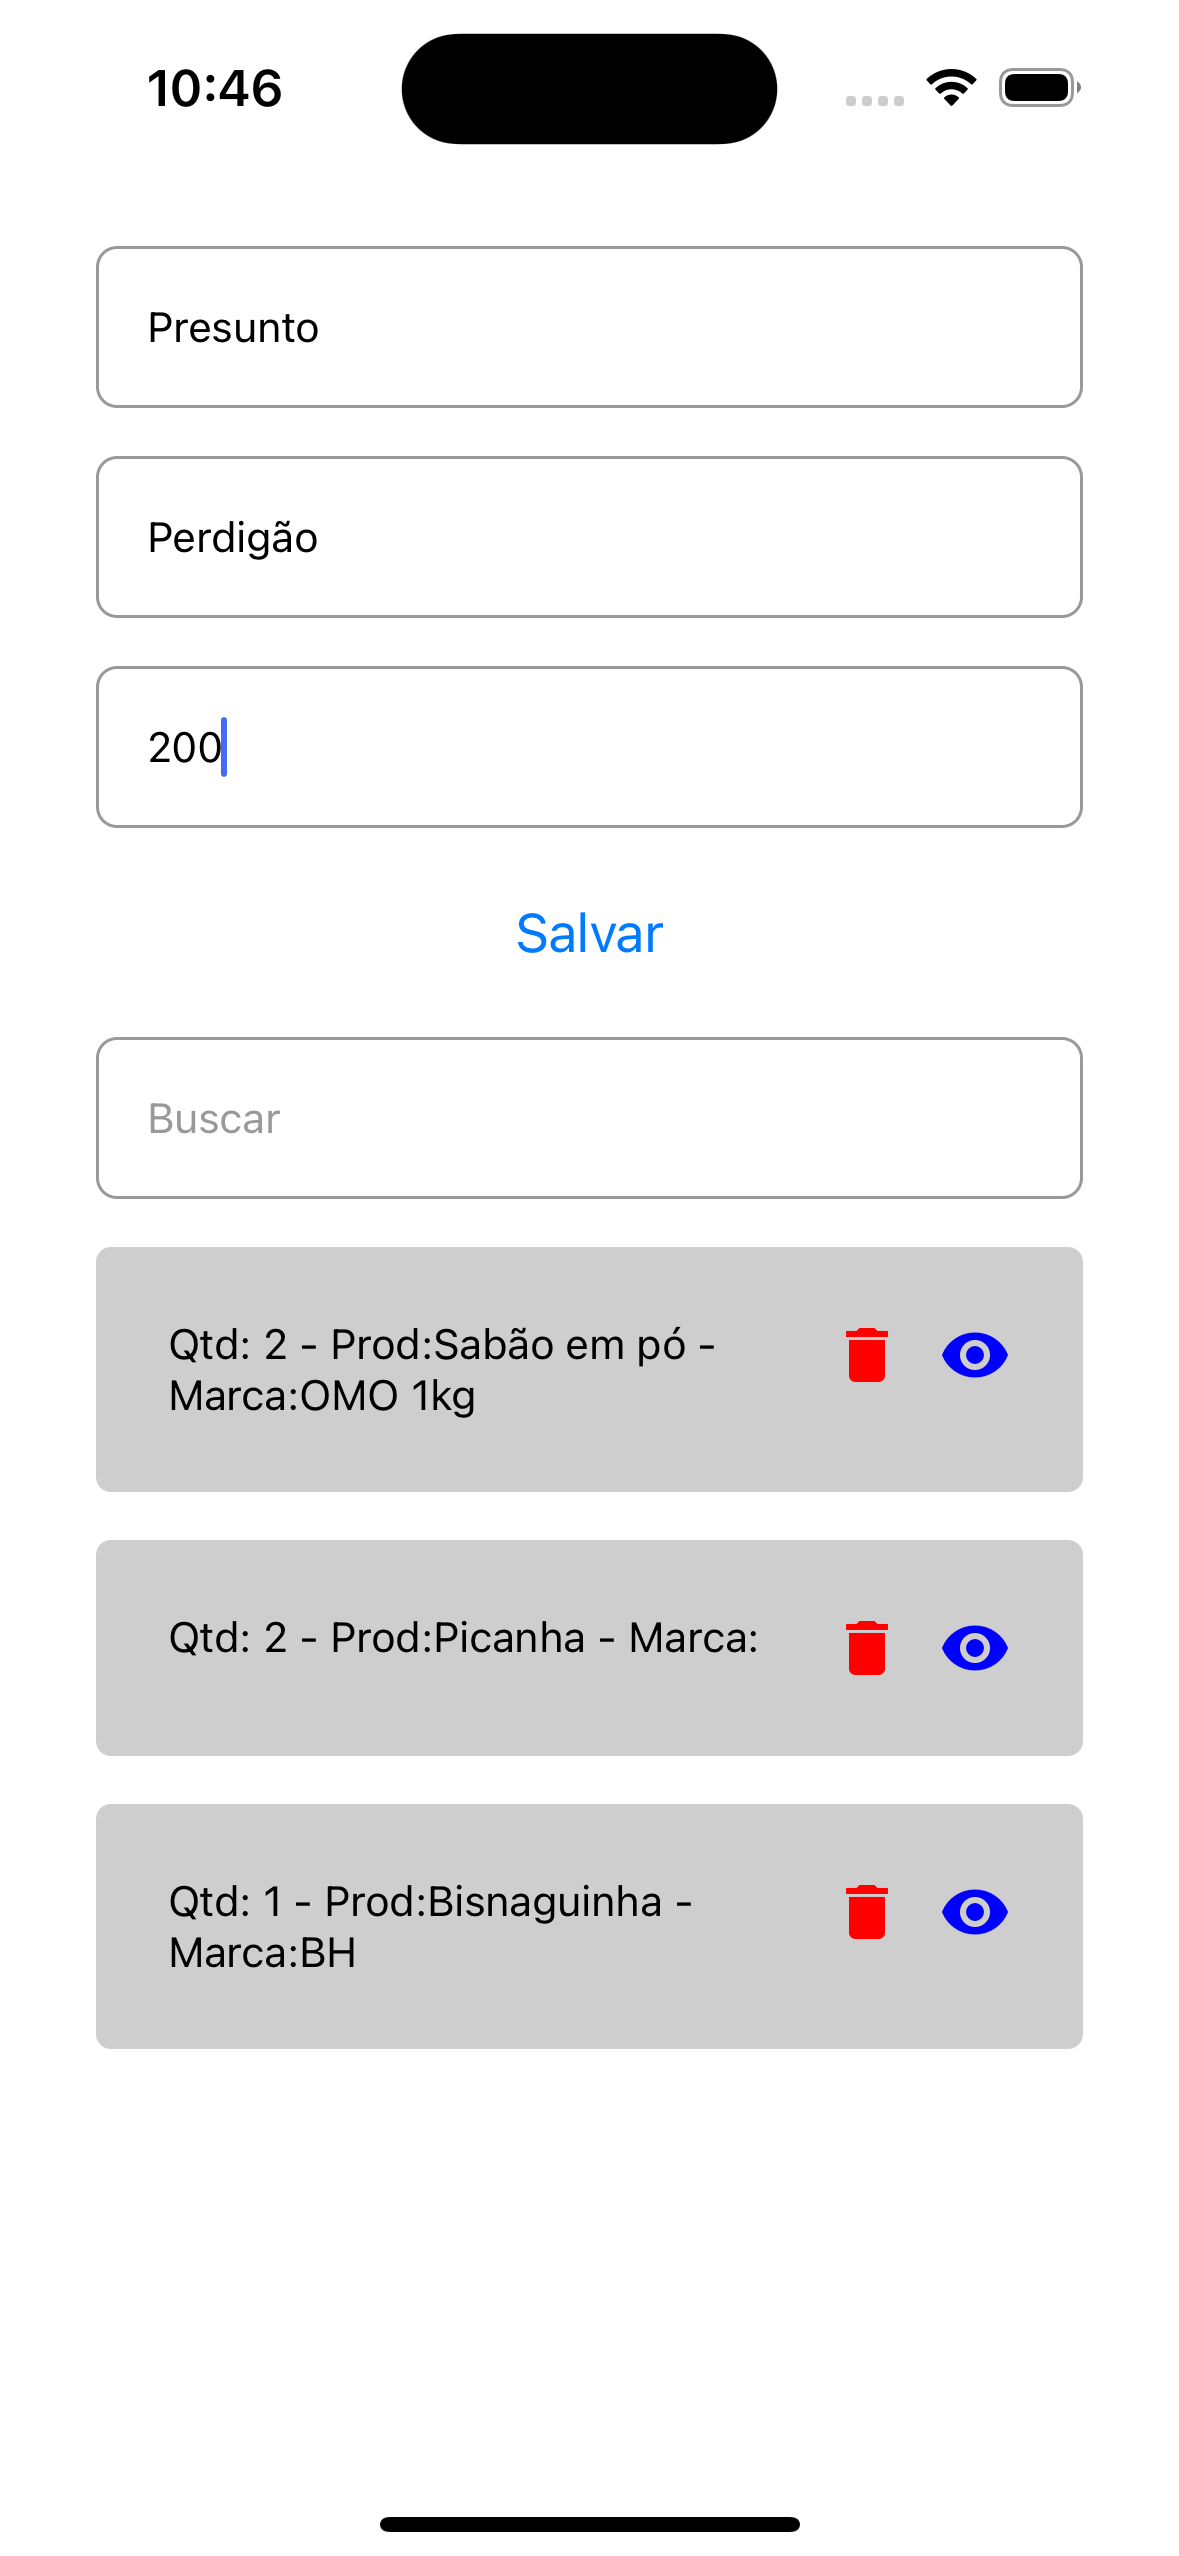 10:46
Presunto
Perdigão
200
Salvar
Buscar
Qtd: 2 - Prod:Sabão em pó -
Marca:OMO 1kg
Qtd: 2 - Prod:Picanha - Marca:
Qtd: 1 - Prod:Bisnaguinha -
Marca:BH